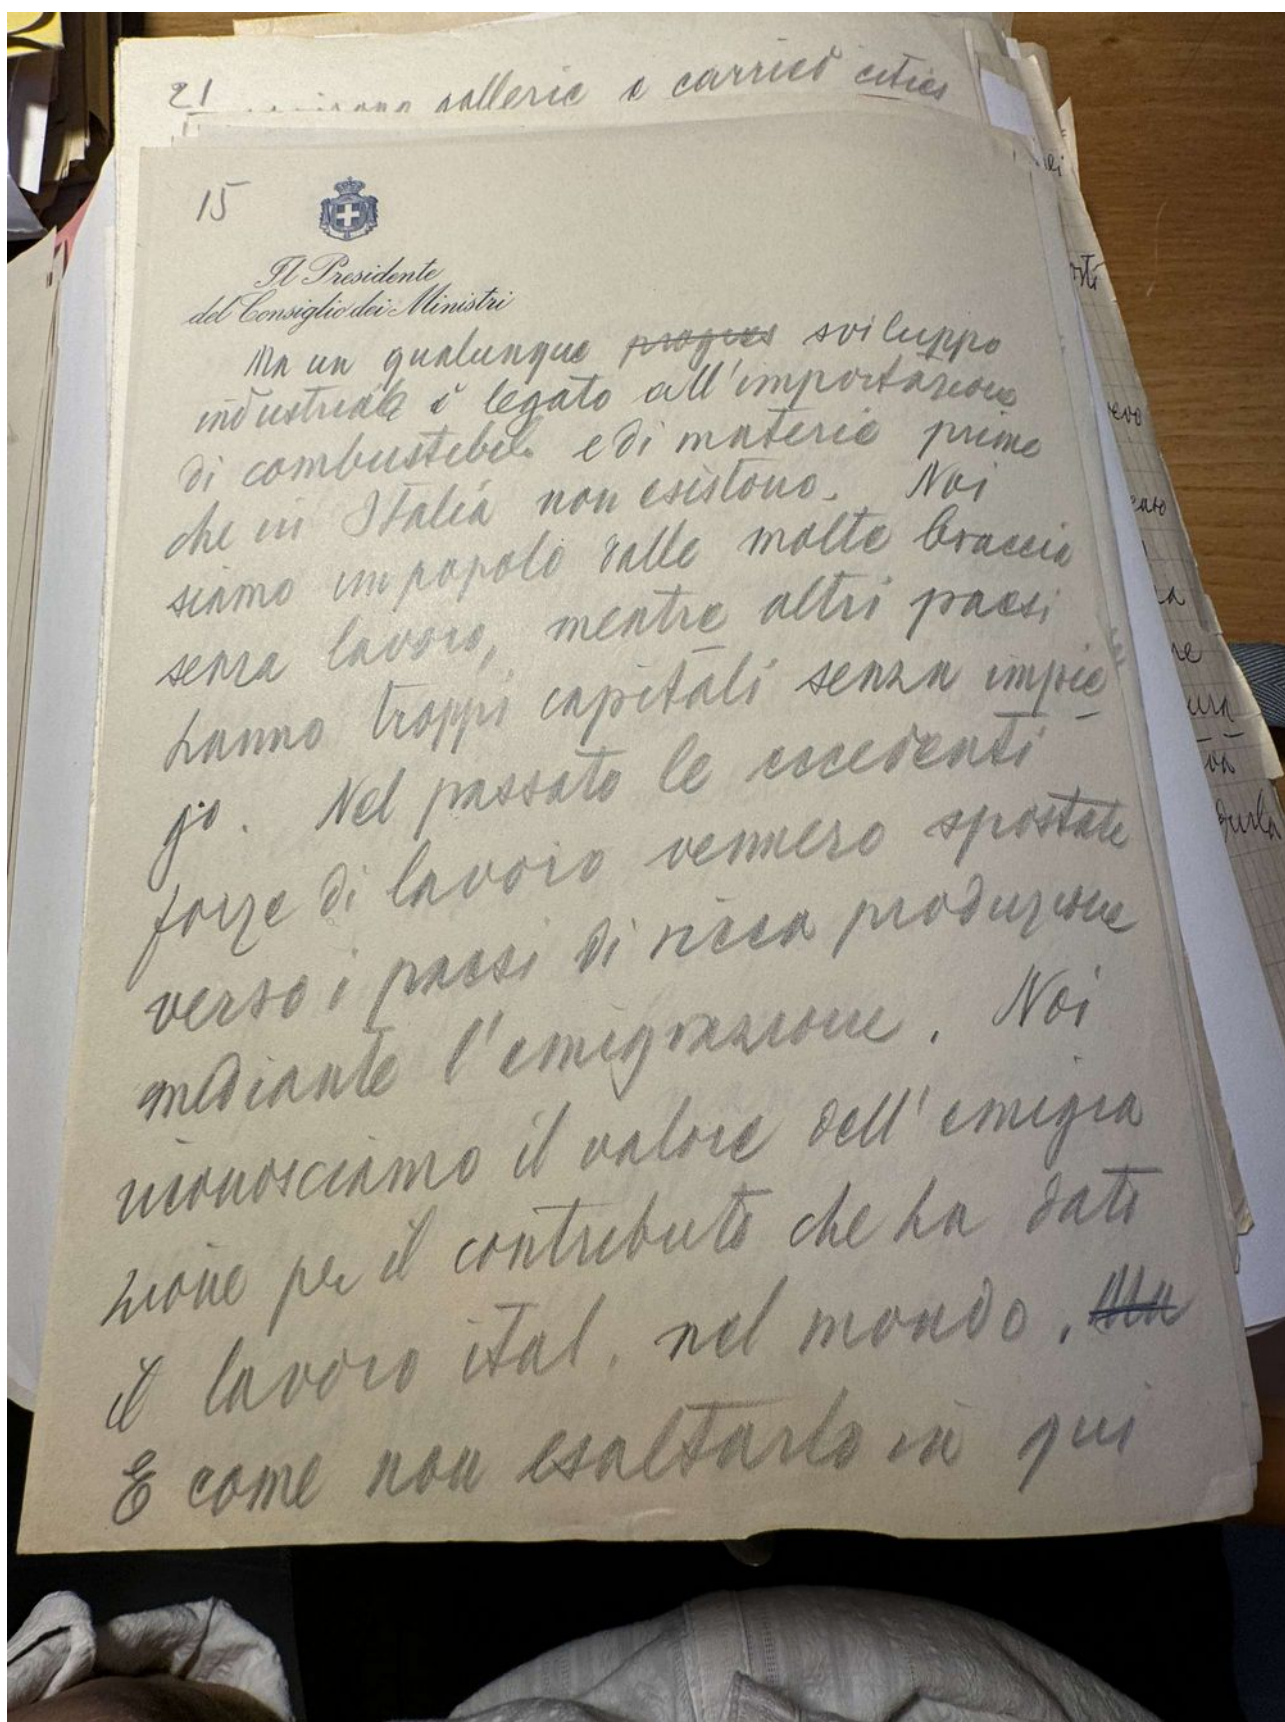 21
gallerie e carried cities
15
Il Presidente
del Consiglio dei Ministri
Ma un qualunque progres sviluppo
industriale è legato all'importazione
di combustibili e di materie prime
che in Italia non esistono. Noi
siamo un popolo dalle molte braccia
senza lavoro, mentre altri paesi
hanno troppi capitali senza impie
go. Nel passato le eccedenti
forze di lavoro vennero spostate
verso i paesi di ricca produzione
mediante l'emigrazione. Noi
riconosciamo il valore dell'emigra
zione per il contributo che ha dato
il lavoro ital. nel mondo. Ma
E come non esaltarlo in qui